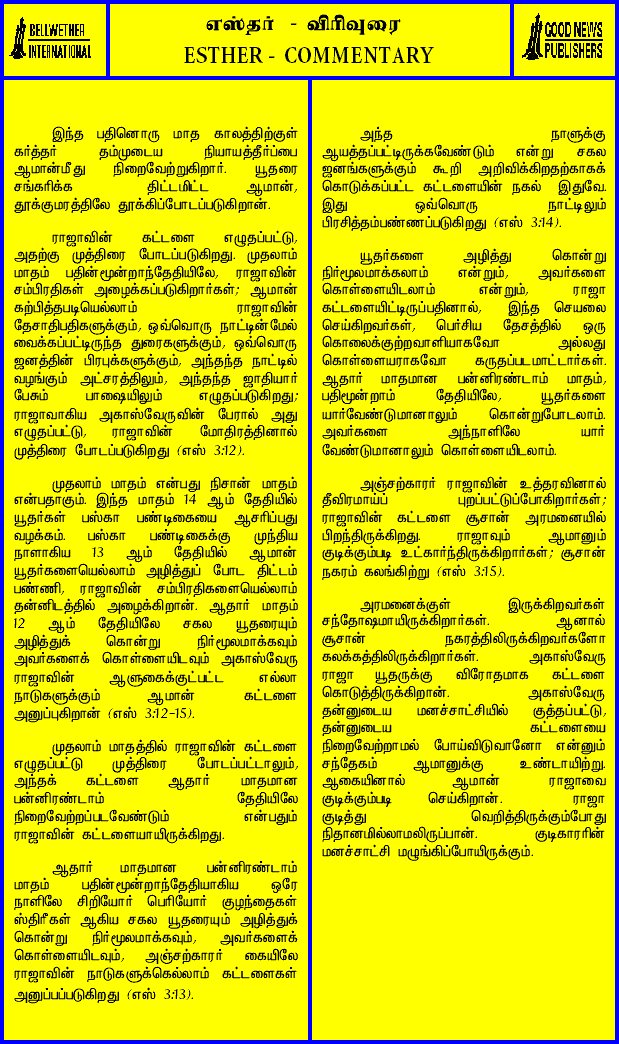 BELLWETHER
INTERNATIONAL
எஸ்தர் - விரிவுரை
ESTHER - COMMENTARY
GOOD NEWS
PUBLISHERS
இந்த பதினொரு மாத காலத்திற்குள்
கர்த்தர் தம்முடைய நியாயத்தீர்ப்பை
ஆமான்மீது நிறைவேற்றுகிறார். யூதரை
சங்கரிக்க திட்டமிட்ட ஆமான்,
தூக்குமரத்திலே தூக்கிப்போடப்படுகிறான்.
ராஜாவின் கட்டளை எழுதப்பட்டு,
அதற்கு முத்திரை போடப்படுகிறது. முதலாம்
மாதம் பதின்மூன்றாந்தேதியிலே, ராஜாவின்
சம்பிரதிகள் அழைக்கப்படுகிறார்கள்; ஆமான்
கற்பித்தபடியெல்லாம் ராஜாவின்
தேசாதிபதிகளுக்கும், ஒவ்வொரு நாட்டின்மேல்
வைக்கப்பட்டிருந்த துரைகளுக்கும், ஒவ்வொரு
ஜனத்தின் பிரபுக்களுக்கும், அந்தந்த நாட்டில்
வழங்கும் அட்சரத்திலும், அந்தந்த ஜாதியார்
பேசும் பாஷையிலும் எழுதப்படுகிறது;
ராஜாவாகிய அகாஸ்வேருவின் பேரால் அது
எழுதப்பட்டு, ராஜாவின் மோதிரத்தினால்
முத்திரை போடப்படுகிறது (எஸ் 3:12).
முதலாம் மாதம் என்பது நிசான் மாதம்
என்பதாகும். இந்த மாதம் 14 ஆம் தேதியில்
யூதர்கள் பஸ்கா பண்டிகையை ஆசரிப்பது
வழக்கம். பஸ்கா பண்டிகைக்கு முந்திய
நாளாகிய 13 ஆம் தேதியில் ஆமான்
யூதர்களையெல்லாம் அழித்துப் போட திட்டம்
பண்ணி, ராஜாவின் சம்பிரதிகளையெல்லாம்
தன்னிடத்தில் அழைக்கிறான். ஆதார் மாதம்
12 ஆம் தேதியிலே சகல யூதரையும்
அழித்துக் கொன்று நிர்மூலமாக்கவும்
அவர்களைக் கொள்ளையிடவும் அகாஸ்வேரு
ராஜாவின் ஆளுகைக்குட்பட்ட எல்லா
நாடுகளுக்கும் ஆமான் கட்டளை
அனுப்புகிறான் (எஸ் 3:12-15).
முதலாம் மாதத்தில் ராஜாவின் கட்டளை
எழுதப்பட்டு முத்திரை போடப்பட்டாலும்,
அந்தக் கட்டளை ஆதார் மாதமான
பன்னிரண்டாம் தேதியிலே
நிறைவேற்றப்படவேண்டும் என்பதும்
ராஜாவின் கட்டளையாயிருக்கிறது.
ஆதார் மாதமான பன்னிரண்டாம்
மாதம் பதின்மூன்றாந்தேதியாகிய ஒரே
நாளிலே சிறியோர் பெரியோர் குழந்தைகள்
ஸ்திரீகள் ஆகிய சகல யூதரையும் அழித்துக்
கொன்று நிர்மூலமாக்கவும், அவர்களைக்
கொள்ளையிடவும், அஞ்சற்காரர் கையிலே
ராஜாவின் நாடுகளுக்கெல்லாம் கட்டளைகள்
அனுப்பப்படுகிறது (எஸ் 3:13).
அந்த நாளுக்கு
ஆயத்தப்பட்டிருக்கவேண்டும் என்று சகல
ஜனங்களுக்கும் கூறி அறிவிக்கிறதற்காகக்
கொடுக்கப்பட்ட கட்டளையின் நகல் இதுவே.
இது ஒவ்வொரு நாட்டிலும்
பிரசித்தம்பண்ணப்படுகிறது (எஸ் 3:14).
யூதர்களை அழித்து கொன்று
நிர்மூலமாக்கலாம் என்றும், அவர்களை
கொள்ளையிடலாம் என்றும், ராஜா
கட்டளையிட்டிருப்பதினால், இந்த செயலை
செய்கிறவர்கள், பெர்சிய தேசத்தில் ஒரு
கொலைக்குற்றவாளியாகவோ அல்லது
கொள்ளையராகவோ கருதப்படமாட்டார்கள்.
ஆதார் மாதமான பன்னிரண்டாம் மாதம்,
பதிமூன்றாம் தேதியிலே, யூதர்களை
யார்வேண்டுமானாலும் கொன்றுபோடலாம்.
அவர்களை அந்நாளிலே யார்
வேண்டுமானாலும் கொள்ளையிடலாம்.
அஞ்சற்காரர் ராஜாவின் உத்தரவினால்
தீவிரமாய்ப் புறப்பட்டுப்போகிறார்கள்;
ராஜாவின் கட்டளை சூசான் அரமனையில்
பிறந்திருக்கிறது. ராஜாவும் ஆமானும்
குடிக்கும்படி உட்கார்ந்திருக்கிறார்கள்; சூசான்
நகரம் கலங்கிற்று (எஸ் 3:15).
அரமனைக்குள் இருக்கிறவர்கள்
சந்தோஷமாயிருக்கிறார்கள். ஆனால்
சூசான் நகரத்திலிருக்கிறவர்களோ
கலக்கத்திலிருக்கிறார்கள். அகாஸ்வேரு
ராஜா யூதருக்கு விரோதமாக கட்டளை
கொடுத்திருக்கிறான். அகாஸ்வேரு
தன்னுடைய மனச்சாட்சியில் குத்தப்பட்டு,
தன்னுடைய கட்டளையை
நிறைவேற்றாமல் போய்விடுவானோ என்னும்
சந்தேகம் ஆமானுக்கு உண்டாயிற்று.
ஆகையினால் ஆமான் ராஜாவை
குடிக்கும்படி செய்கிறான். ராஜா
குடித்து வெறித்திருக்கும்போது
நிதானமில்லாமலிருப்பான். குடிகாரரின்
மனச்சாட்சி மழுங்கிப்போயிருக்கும்.